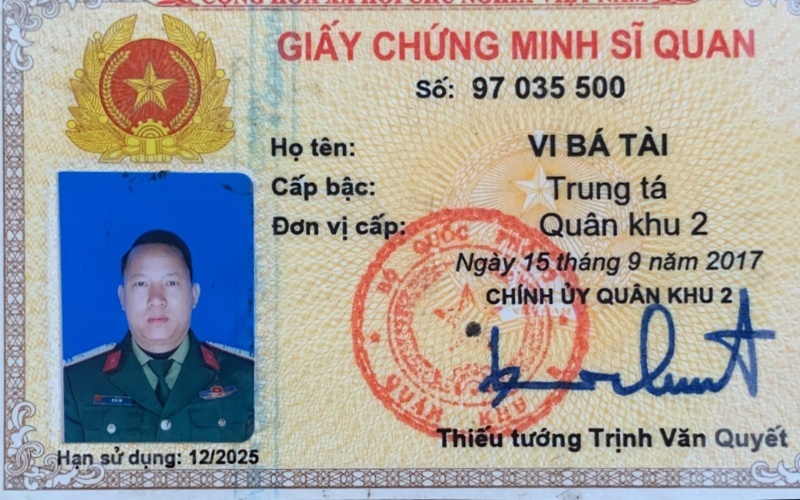 CỘNG HÒA XÃ HỘI CHỦ NGHĨA VIỆT NAM
GIẤY CHỨNG MINH SĨ QUAN
Số: 97 035 500
Họ tên: VI BÁ TÀI
Cấp bậc: Trung tá
Đơn vị cấp: Quân khu 2
Ngày 15 tháng 9 năm 2017
CHÍNH ỦY QUÂN KHU 2
BỘ QUỐC PHÒNG
QUÂN KHU
Thiếu tướng Trịnh Văn Quyết
Hạn sử dụng: 12/2025